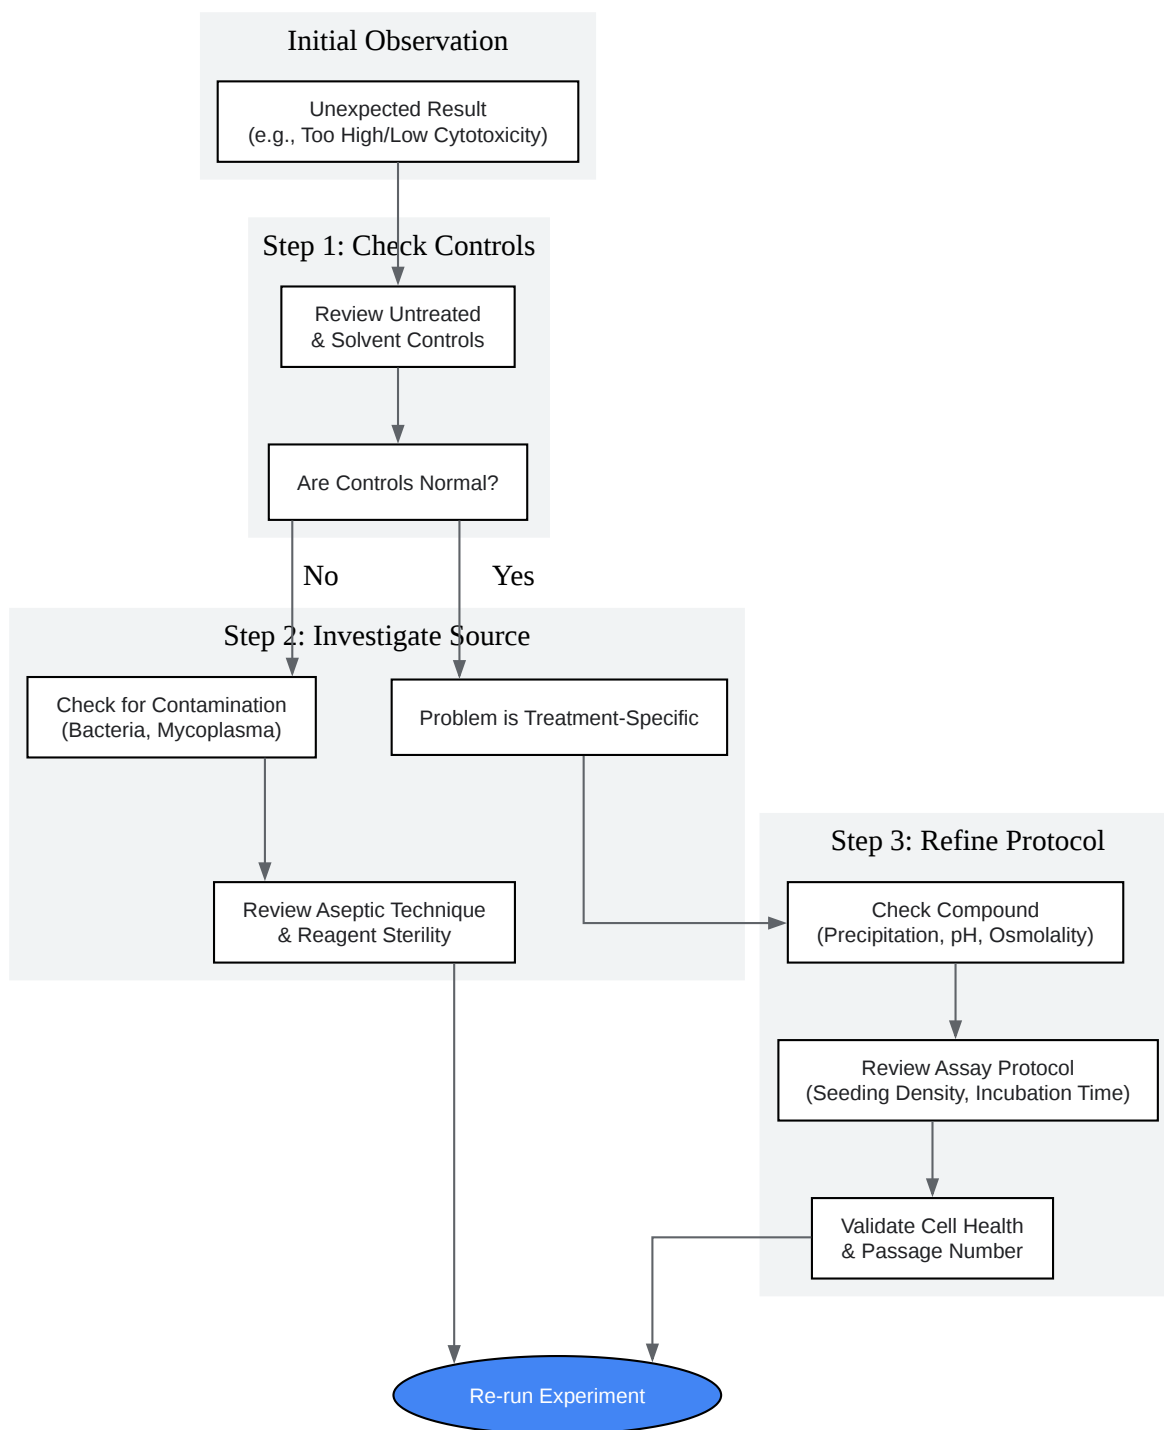 Initial Observation
Unexpected Result
(e.g., Too High/Low Cytotoxicity)
Step 1: Check Controls
Review Untreated
& Solvent Controls
Are Controls Normal?
No
Yes
Step 2: Investigate Source
Check for Contamination
(Bacteria, Mycoplasma)
Problem is Treatment-Specific
Review Aseptic Technique
& Reagent Sterility
Step 3: Refine Protocol
Check Compound
(Precipitation, pH, Osmolality)
Review Assay Protocol
(Seeding Density, Incubation Time)
Validate Cell Health
& Passage Number
Re-run Experiment